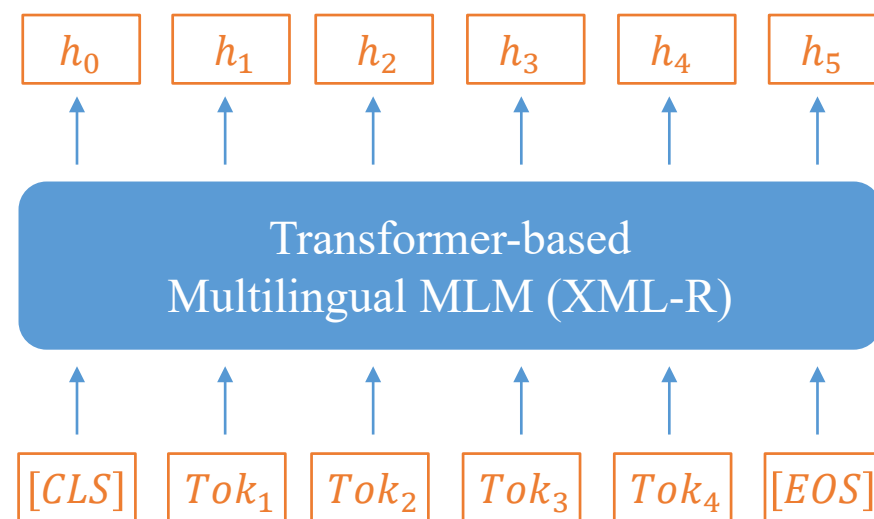 h₀ h₁ h₂ h₃ h₄ h₅
Transformer-based
Multilingual MLM (XML-R)
[CLS] Tok₁ Tok₂ Tok₃ Tok₄ [EOS]